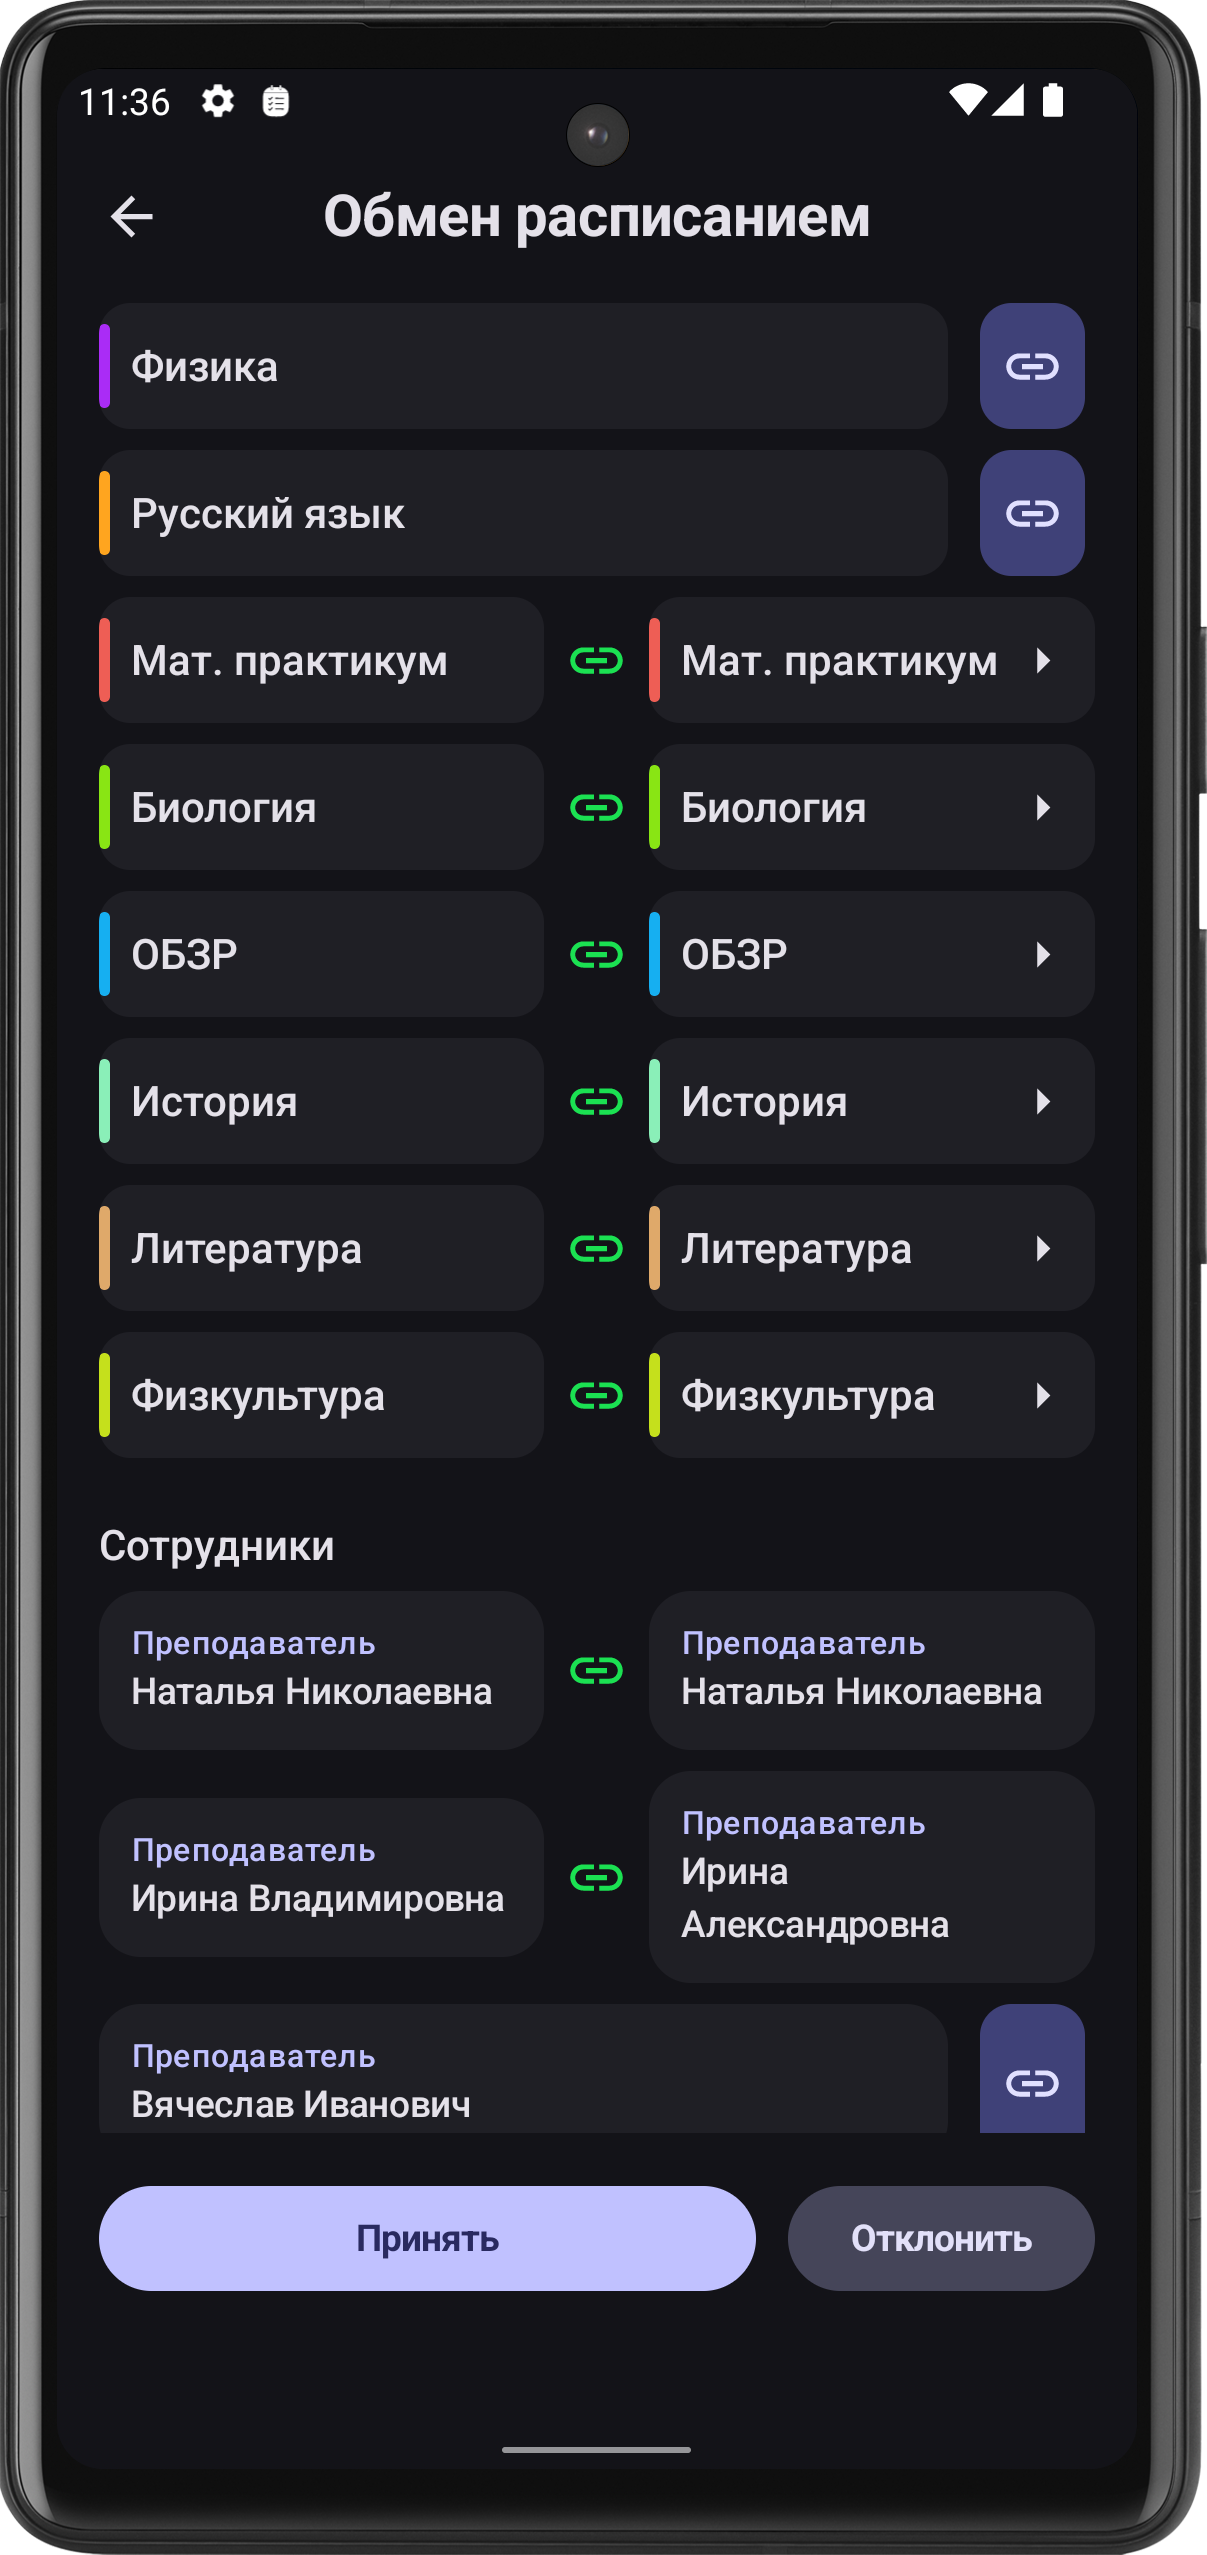 11:36
Обмен расписанием
Физика
Русский язык
Мат. практикум
Мат. практикум
Биология
Биология
ОБЗР
ОБЗР
История
История
Литература
Литература
Физкультура
Физкультура
Сотрудники
Преподаватель
Наталья Николаевна
Преподаватель
Наталья Николаевна
Преподаватель
Ирина Владимировна
Преподаватель
Ирина
Александровна
Преподаватель
Вячеслав Иванович
Принять
Отклонить